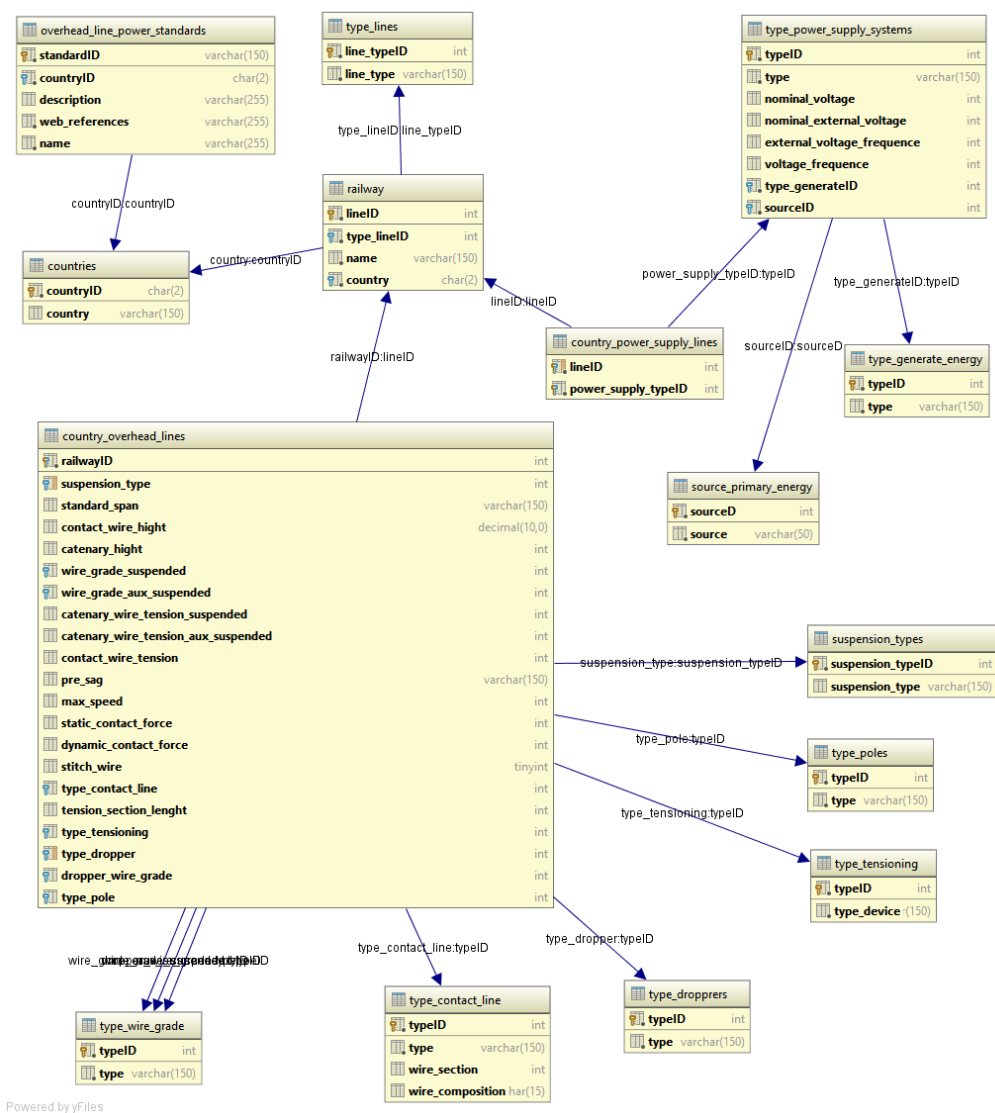 overhead_line_power_standards
standardID varchar(150)
countryID char(2)
description varchar(255)
web_references varchar(255)
name varchar(255)
type_lines
line_typeID int
line_type varchar(150)
type_power_supply_systems
typeID int
type varchar(150)
nominal_voltage int
nominal_external_voltage int
external_voltage_frequence int
voltage_frequence int
type_generateID int
sourceID int
type_lineID:line_typeID
railway
lineID int
type_lineID int
name varchar(150)
country char(2)
countryID:countryID
country:countryID
countries
countryID char(2)
country varchar(150)
power_supply_typeID:typeID
type_generateID:typeID
lineID:lineID
sourceID:sourceD
railwayID:lineID
country_power_supply_lines
lineID int
power_supply_typeID int
type_generate_energy
typeID int
type varchar(150)
source_primary_energy
sourceD int
source varchar(50)
country_overhead_lines
railwayID int
suspension_type int
standard_span varchar(150)
contact_wire_hight decimal(10,0)
catenary_hight int
wire_grade_suspended int
wire_grade_aux_suspended int
catenary_wire_tension_suspended int
catenary_wire_tension_aux_suspended int
contact_wire_tension int
pre_sag varchar(150)
max_speed int
static_contact_force int
dynamic_contact_force int
stitch_wire tinyint
type_contact_line int
tension_section_lenght int
type_tensioning int
type_dropper int
dropper_wire_grade int
type_pole int
suspension_type:suspension_typeID
suspension_types
suspension_typeID int
suspension_type varchar(150)
type_pole:typeID
type_poles
typeID int
type varchar(150)
type_tensioning:typeID
type_tensioning
typeID int
type_device (150)
type_dropper:typeID
type_contact_line:typeID
type_droppprers
typeID int
type varchar(150)
type_contact_line
typeID int
type varchar(150)
wire_section int
wire_composition har(15)
type_wire_grade
typeID int
type varchar(150)
Powered by yFiles